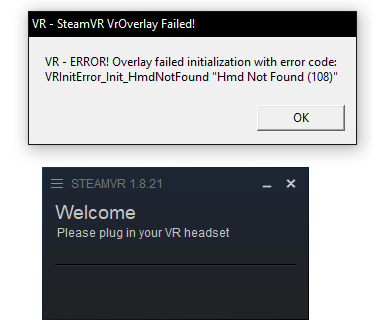 VR - SteamVR VrOverlay Failed!
VR - ERROR! Overlay failed initialization with error code:
VRInitError_Init_HmdNotFound "Hmd Not Found (108)"
OK
STEAMVR 1.8.21
Welcome
Please plug in your VR headset